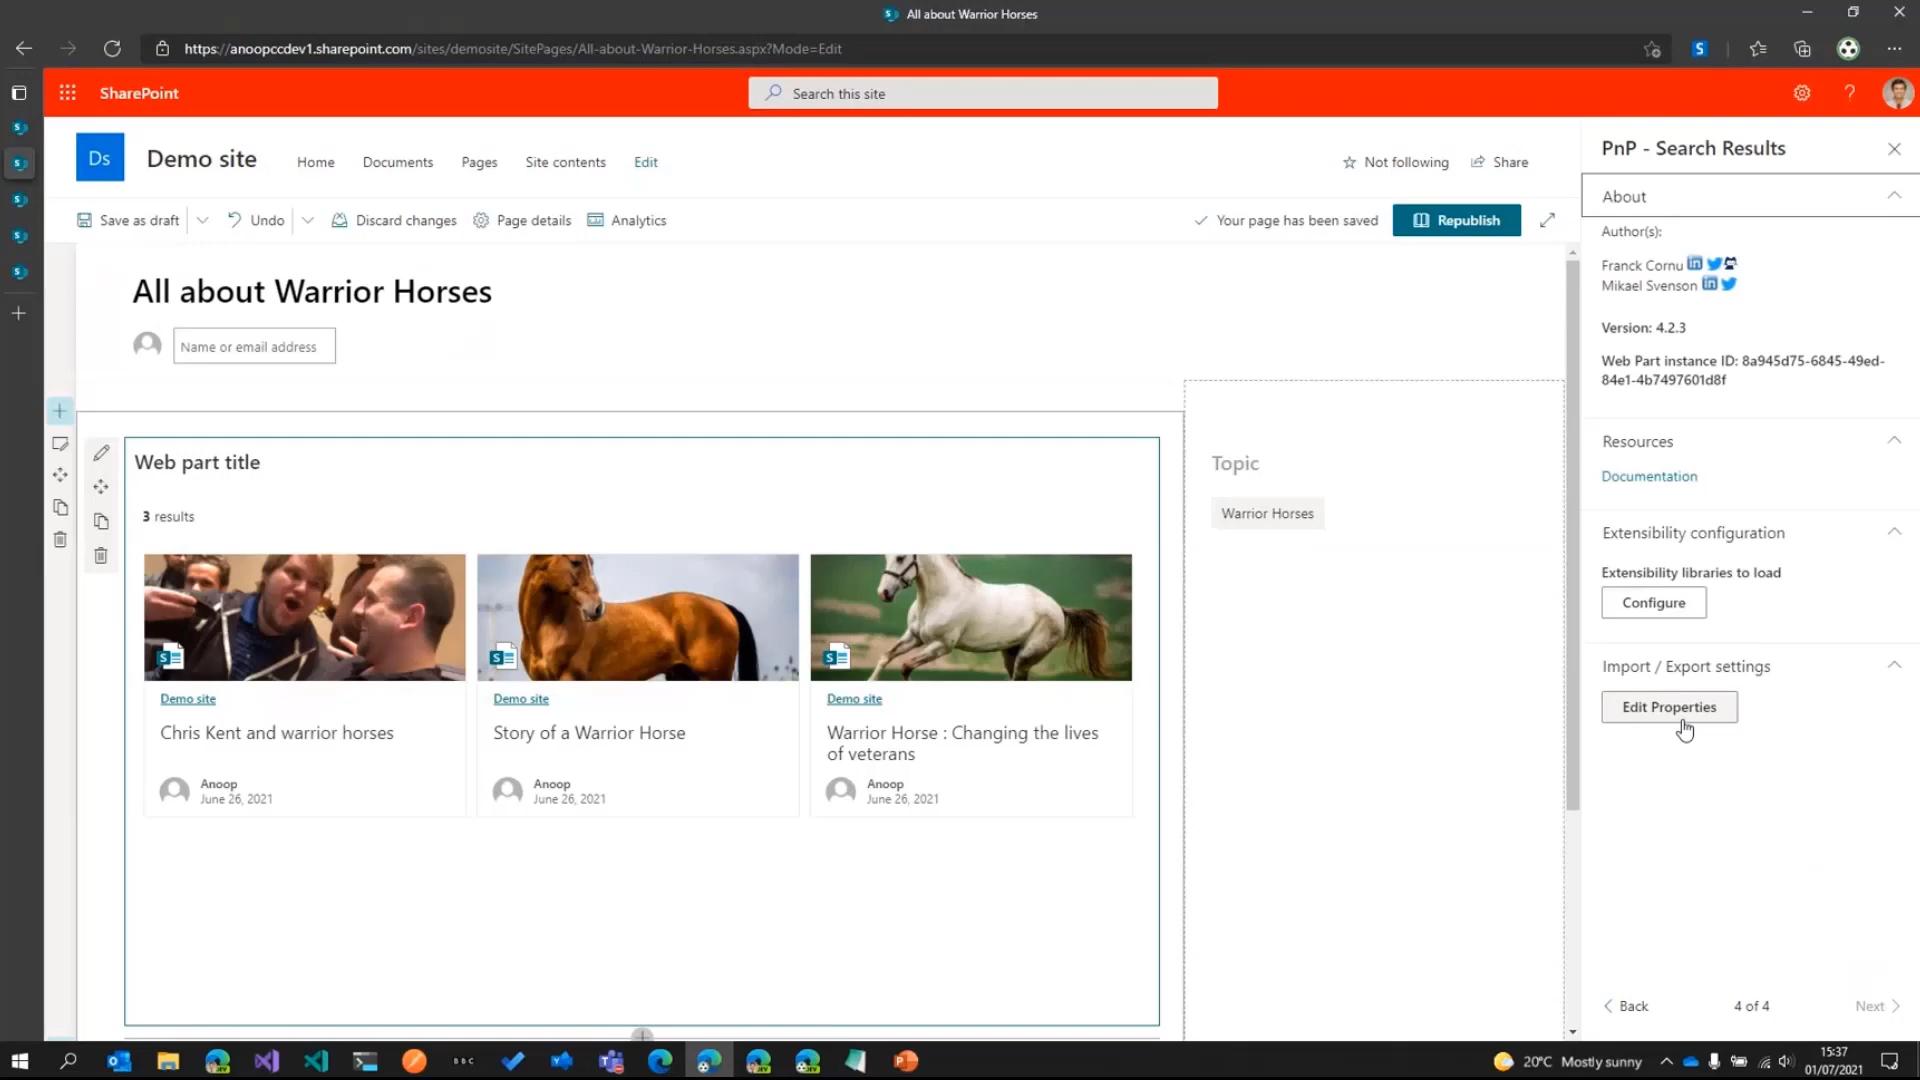 All about Warrior Horses
https://anoopccdev1.sharepoint.com/sites/demosite/SitePages/All-about-Warrior-Horses.aspx?Mode=Edit
SharePoint
Search this site
Ds
Demo site
Home
Documents
Pages
Site contents
Edit
Not following
Share
Save as draft
Undo
Discard changes
Page details
Analytics
Your page has been saved
Republish
All about Warrior Horses
Name or email address
Web part title
3 results
Demo site
Chris Kent and warrior horses
Anoop
June 26, 2021
Demo site
Story of a Warrior Horse
Anoop
June 26, 2021
Demo site
Warrior Horse : Changing the lives
of veterans
Anoop
June 26, 2021
Topic
Warrior Horses
PnP - Search Results
About
Author(s):
Franck Cornu
Mikael Svenson
Version: 4.2.3
Web Part instance ID: 8a945d75-6845-49ed-
84e1-4b7497601d8f
Resources
Documentation
Extensibility configuration
Extensibility libraries to load
Configure
Import / Export settings
Edit Properties
Back
4 of 4
Next
20°C Mostly sunny
15:37
01/07/2021